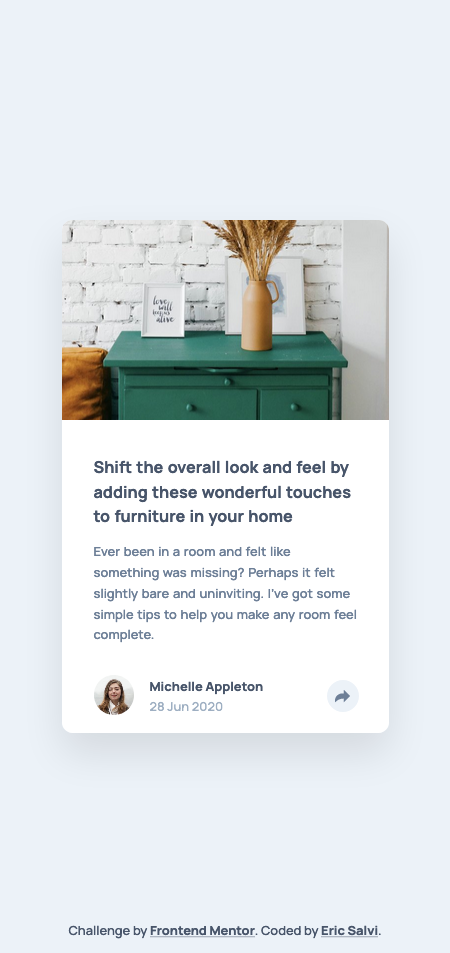 love
will
keep us
alive
Shift the overall look and feel by
adding these wonderful touches
to furniture in your home
Ever been in a room and felt like
something was missing? Perhaps it felt
slightly bare and uninviting. I've got some
simple tips to help you make any room feel
complete.
Michelle Appleton
28 Jun 2020
Challenge by Frontend Mentor. Coded by Eric Salvi.